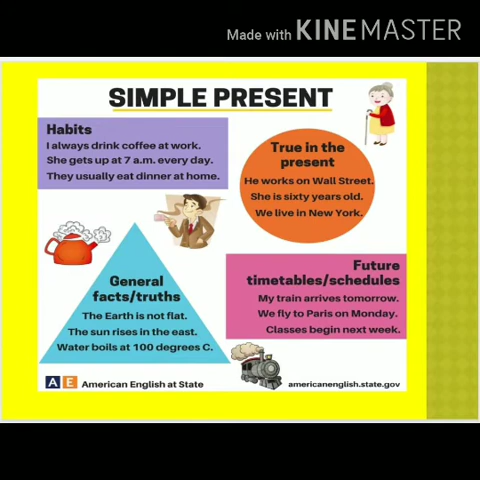 Made with KINEMASTER
SIMPLE PRESENT
Habits
I always drink coffee at work.
She gets up at 7 a.m. every day.
They usually eat dinner at home.
True in the
present
He works on Wall Street.
She is sixty years old.
We live in New York.
General
facts/truths
The Earth is not flat.
The sun rises in the east.
Water boils at 100 degrees C.
Future
timetables/schedules
My train arrives tomorrow.
We fly to Paris on Monday.
Classes begin next week.
AE American English at State
americanenglish.state.gov